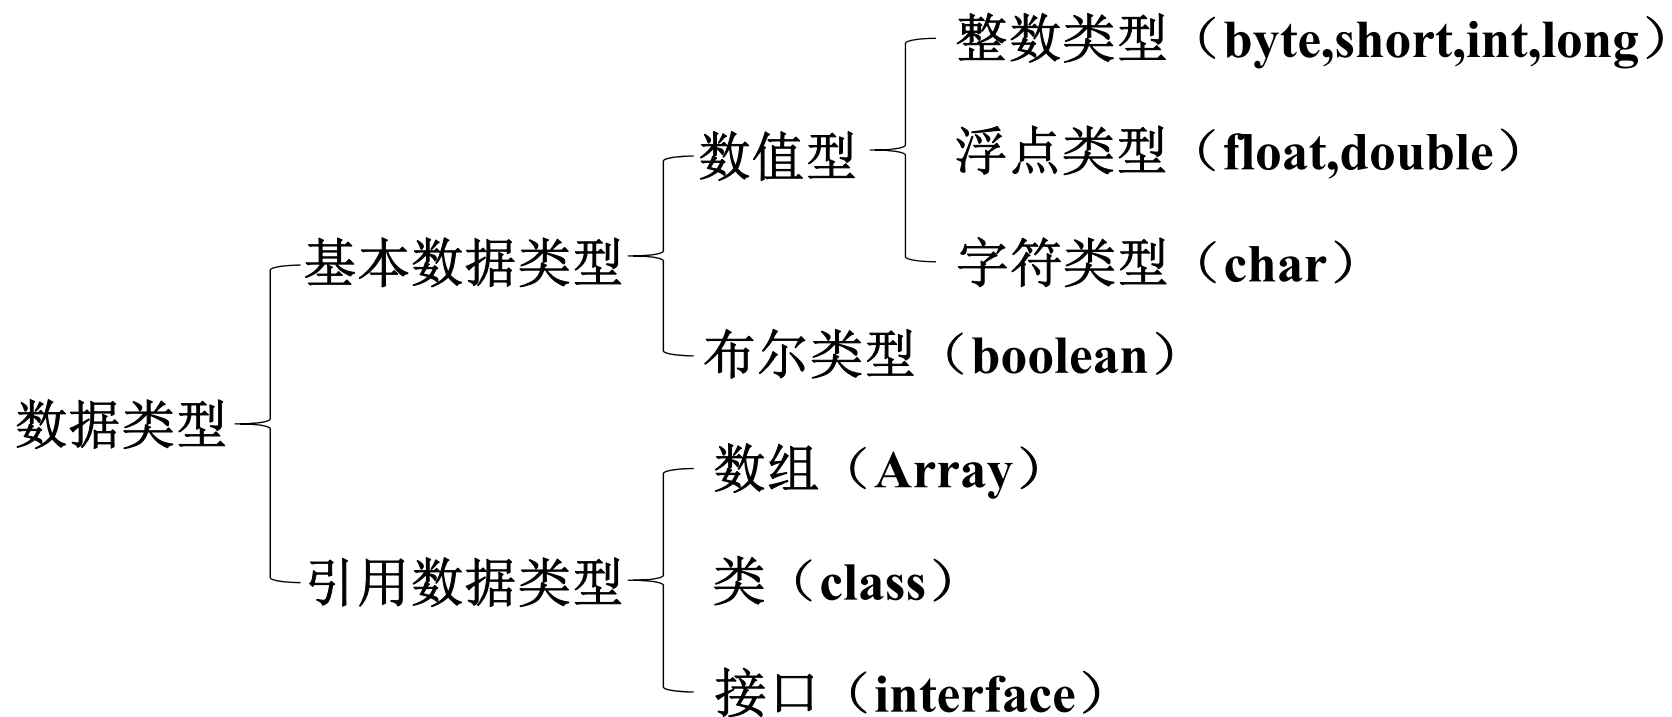 整数类型（byte,short,int,long）
数值型
浮点类型（float,double）
字符类型（char）
基本数据类型
布尔类型（boolean）
数据类型
数组（Array）
引用数据类型
类（class）
接口（interface）